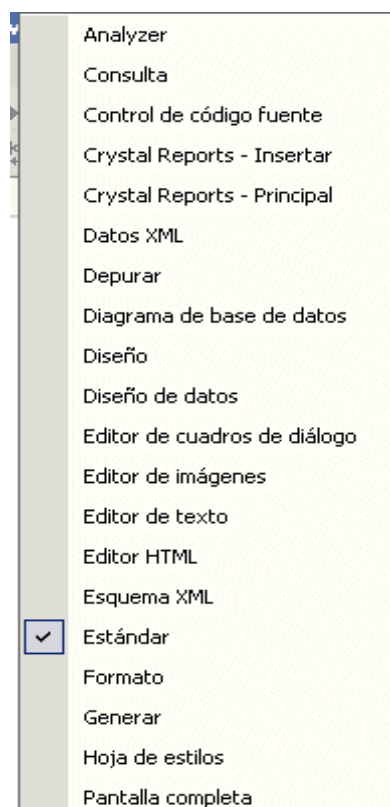 Analyzer
Consulta
Control de código fuente
Crystal Reports - Insertar
Crystal Reports - Principal
Datos XML
Depurar
Diagrama de base de datos
Diseño
Diseño de datos
Editor de cuadros de diálogo
Editor de imágenes
Editor de texto
Editor HTML
Esquema XML
Estándar
Formato
Generar
Hoja de estilos
Pantalla completa